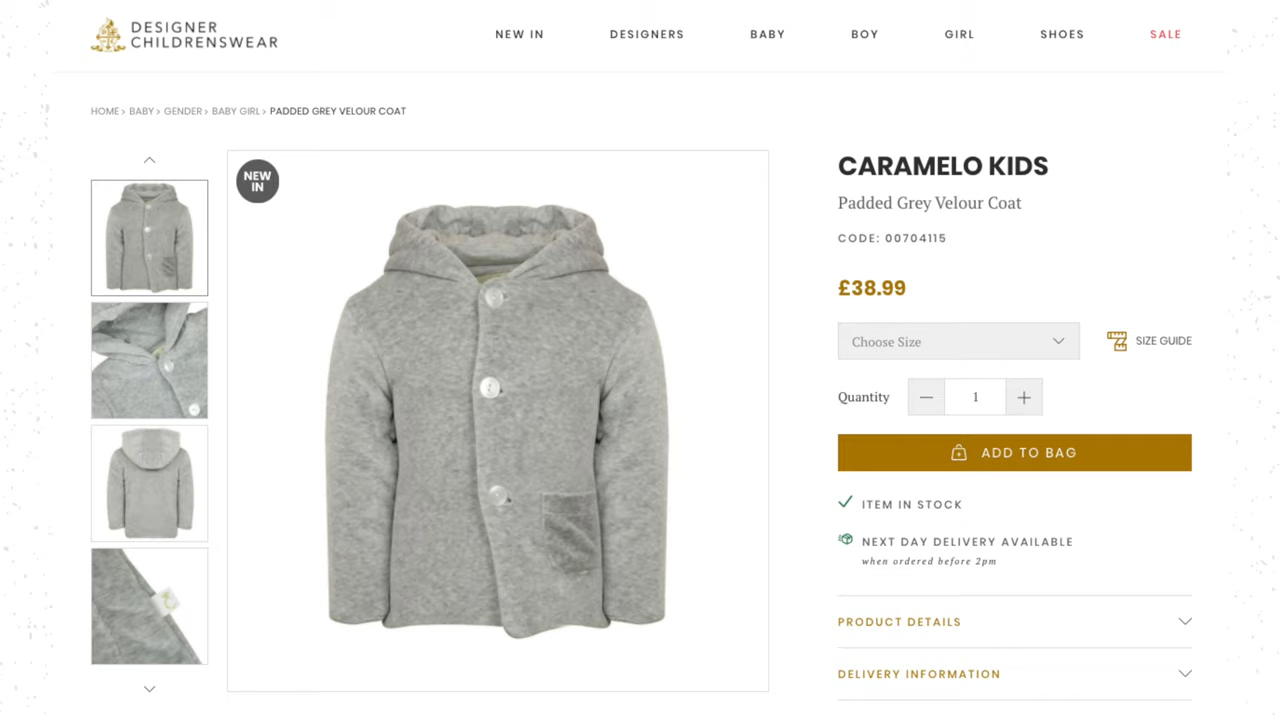 DESIGNER
CHILDRENSWEAR
NEW IN DESIGNERS BABY BOY GIRL SHOES SALE
HOME > BABY > GENDER > BABY GIRL > PADDED GREY VELOUR COAT
NEW
IN
CARAMELO KIDS
Padded Grey Velour Coat
CODE: 00704115
£38.99
Choose Size
SIZE GUIDE
Quantity 1
ADD TO BAG
ITEM IN STOCK
NEXT DAY DELIVERY AVAILABLE
when ordered before 2pm
PRODUCT DETAILS
DELIVERY INFORMATION